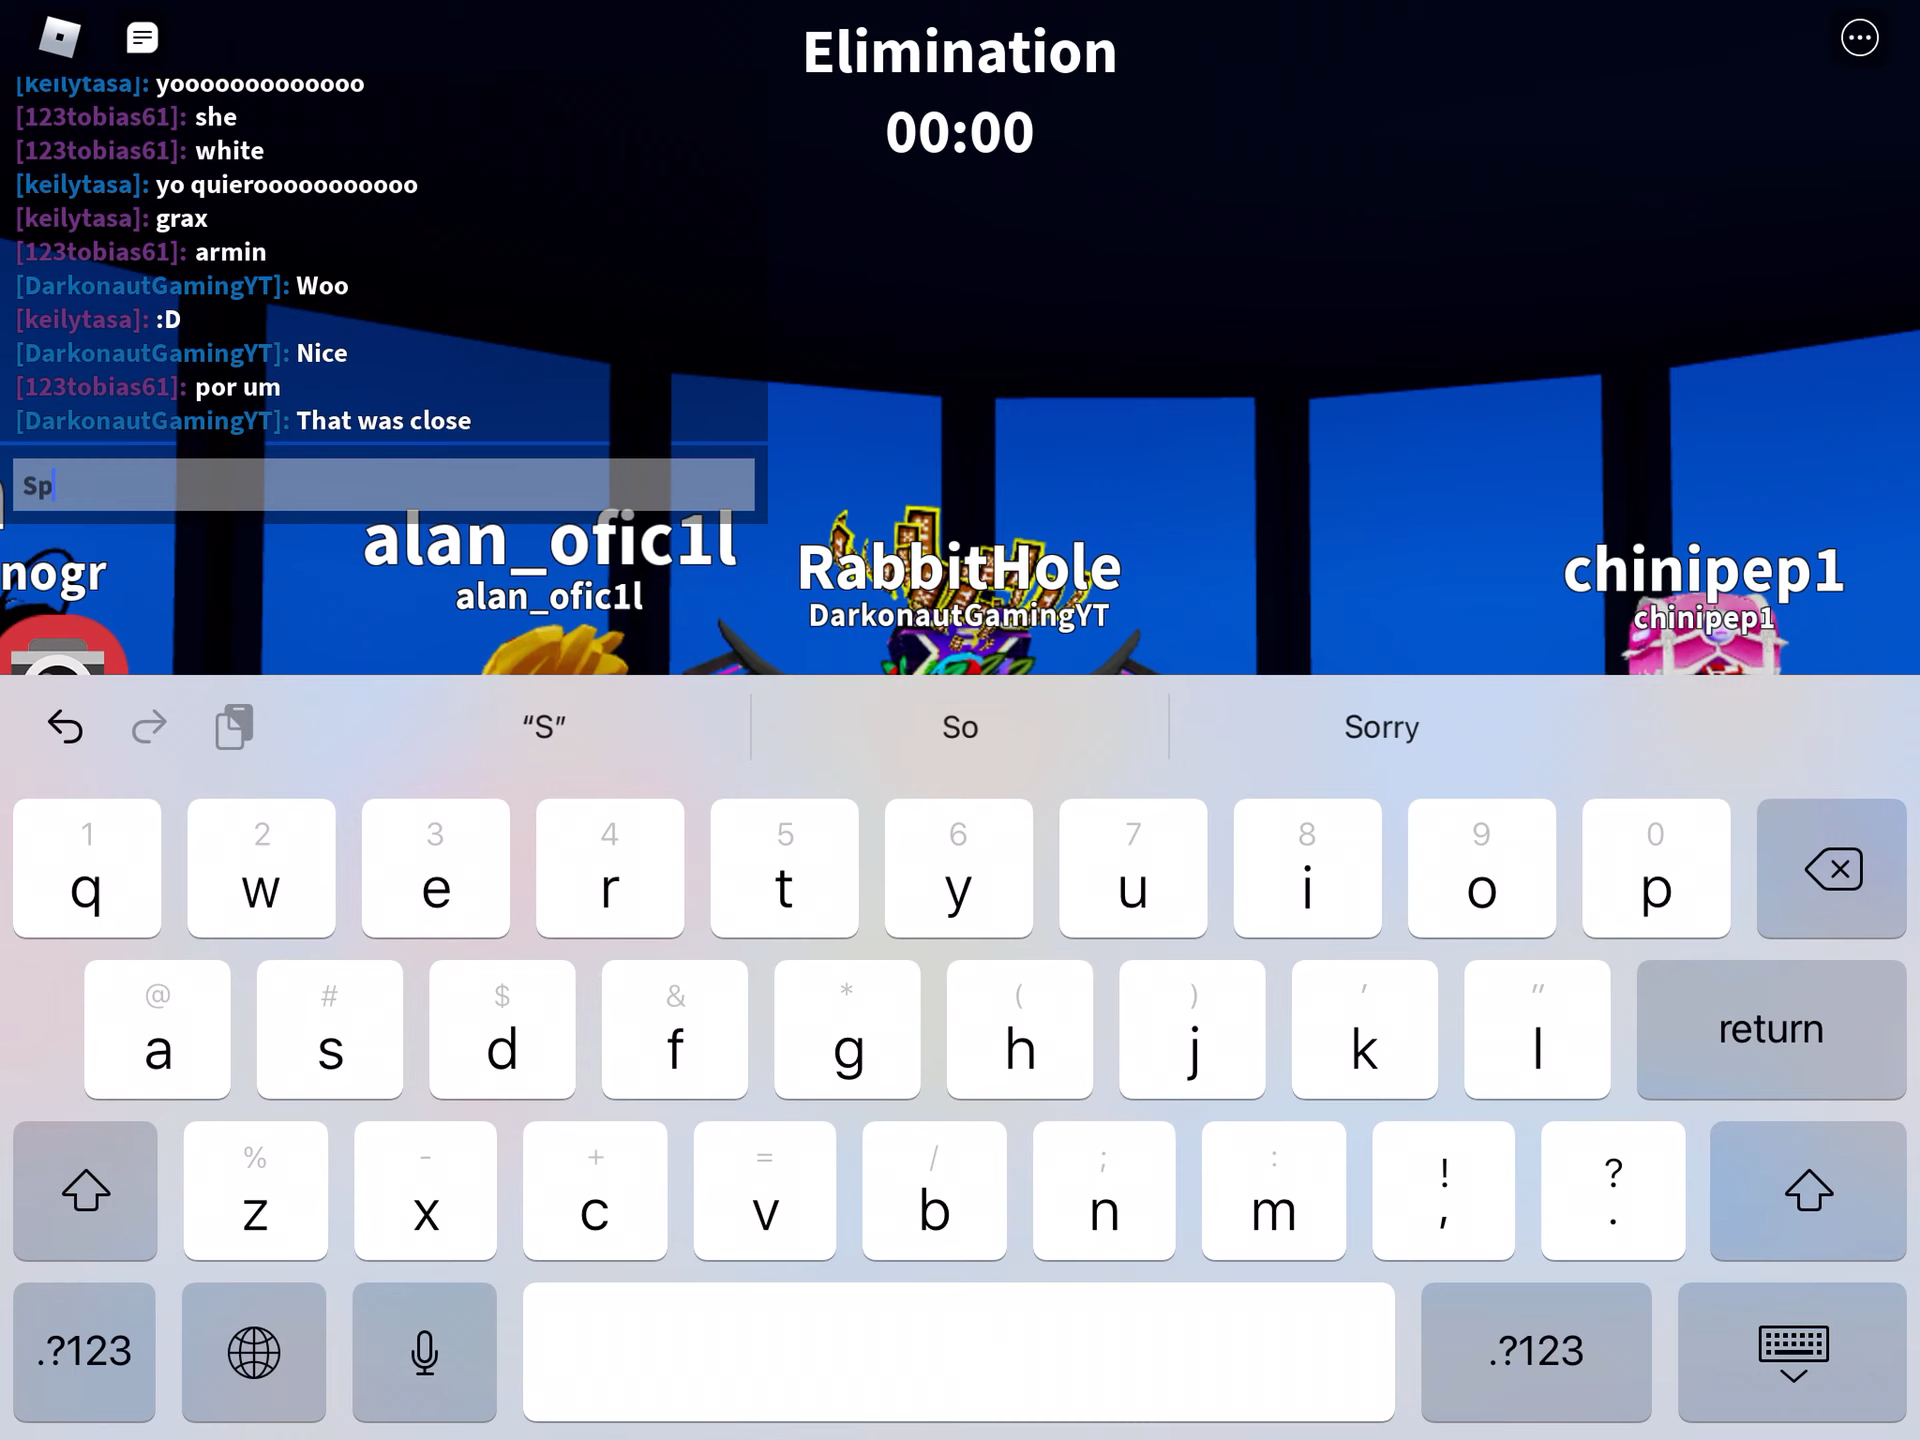 Elimination
00:00
[keilytasa]: yooooooooooooo
[123tobias61]: she
[123tobias61]: white
[keilytasa]: yo quierooooooooooo
[keilytasa]: grax
[123tobias61]: armin
[DarkonautGamingYT]: Woo
[keilytasa]: :D
[DarkonautGamingYT]: Nice
[123tobias61]: por um
[DarkonautGamingYT]: That was close
Sp
nogr
alan_ofic1l
alan_ofic1l
RabbitHole
DarkonautGamingYT
chinipep1
chinipep1
“S” So Sorry
1 2 3 4 5 6 7 8 9 0
q w e r t y u i o p
@ # $ & * ( ) ' "
a s d f g h j k l return
% - + = / ; : ! ?
z x c v b n m , .
.?123 .?123